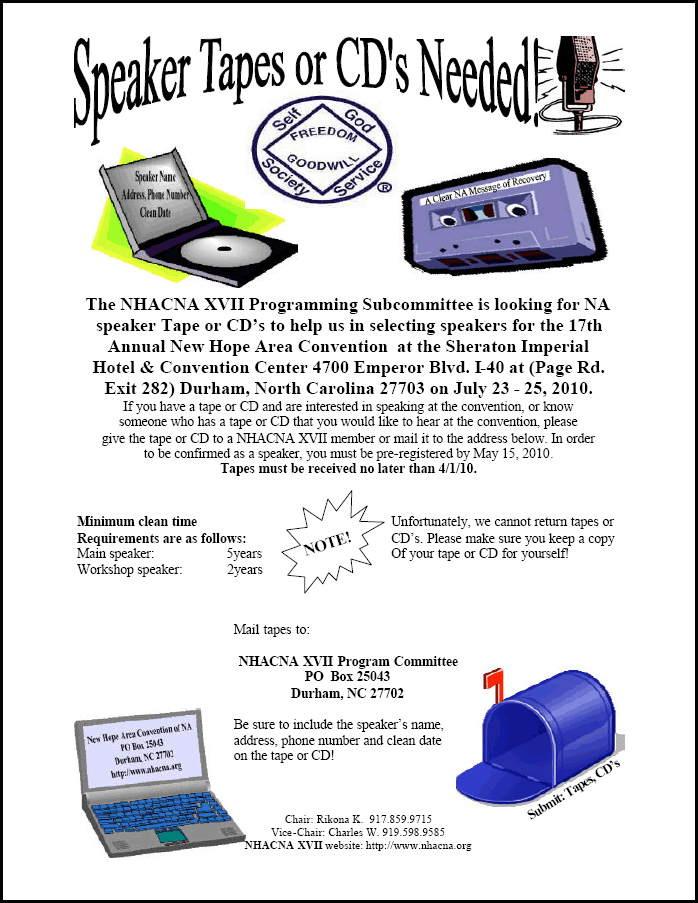 Speaker Tapes or CD's Needed!
Self
God
FREEDOM
GOODWILL
Society
Service
®
Speaker Name
Address, Phone Number
Clean Date
A Clear NA Message of Recovery
The NHACNA XVII Programming Subcommittee is looking for NA
speaker Tape or CD’s to help us in selecting speakers for the 17th
Annual New Hope Area Convention at the Sheraton Imperial
Hotel & Convention Center 4700 Emperor Blvd. I-40 at (Page Rd.
Exit 282) Durham, North Carolina 27703 on July 23 - 25, 2010.
If you have a tape or CD and are interested in speaking at the convention, or know
someone who has a tape or CD that you would like to hear at the convention, please
give the tape or CD to a NHACNA XVII member or mail it to the address below. In order
to be confirmed as a speaker, you must be pre-registered by May 15, 2010.
Tapes must be received no later than 4/1/10.
Minimum clean time
Requirements are as follows:
Main speaker: 5years
Workshop speaker: 2years
NOTE!
Unfortunately, we cannot return tapes or
CD’s. Please make sure you keep a copy
Of your tape or CD for yourself!
Mail tapes to:
NHACNA XVII Program Committee
PO Box 25043
Durham, NC 27702
Be sure to include the speaker’s name,
address, phone number and clean date
on the tape or CD!
New Hope Area Convention of NA
PO Box 25043
Durham, NC 27702
http://www.nhacna.org
Submit: Tapes, CD's
Chair: Rikona K. 917.859.9715
Vice-Chair: Charles W. 919.598.9585
NHACNA XVII website: http://www.nhacna.org